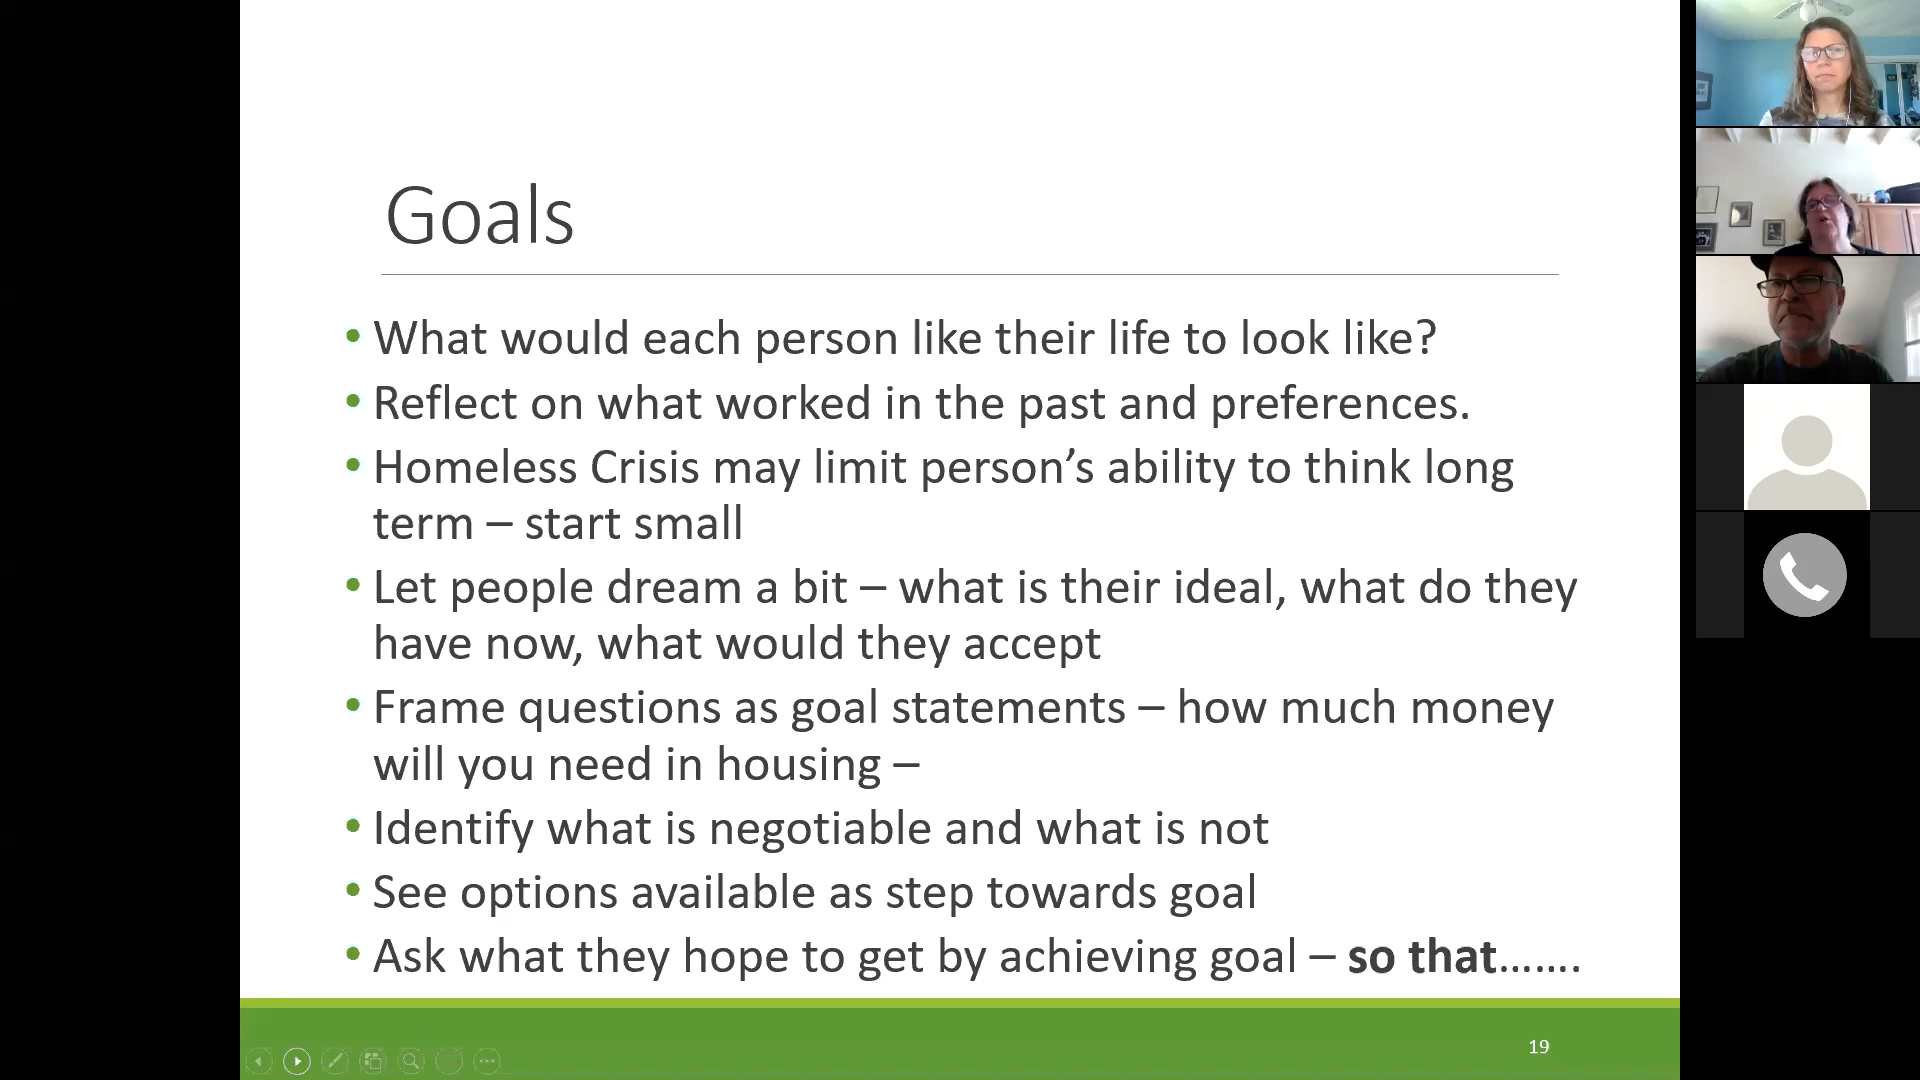 Goals
• What would each person like their life to look like?
• Reflect on what worked in the past and preferences.
• Homeless Crisis may limit person’s ability to think long
term – start small
• Let people dream a bit – what is their ideal, what do they
have now, what would they accept
• Frame questions as goal statements – how much money
will you need in housing –
• Identify what is negotiable and what is not
• See options available as step towards goal
• Ask what they hope to get by achieving goal – so that…….
19